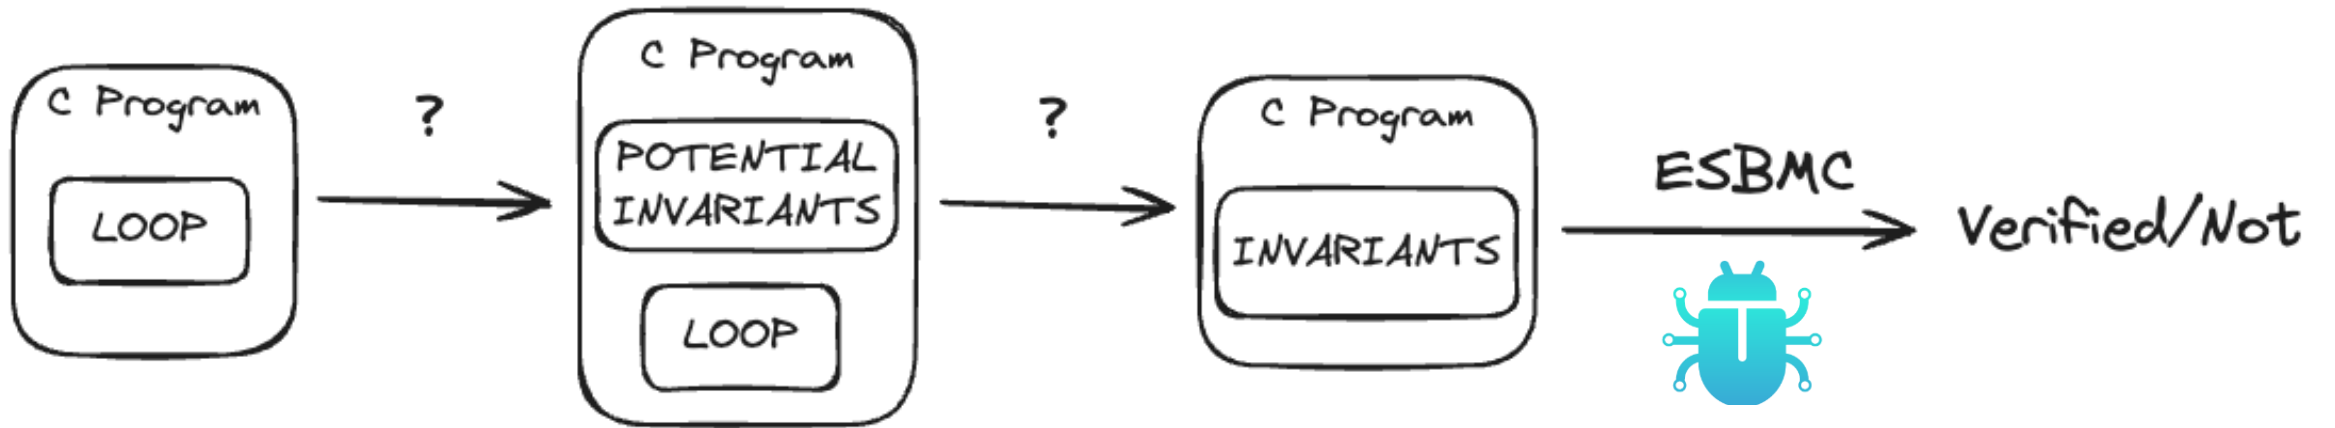 C Program
LOOP
?
C Program
POTENTIAL
INVARIANTS
LOOP
?
C Program
INVARIANTS
ESBMC
Verified/Not